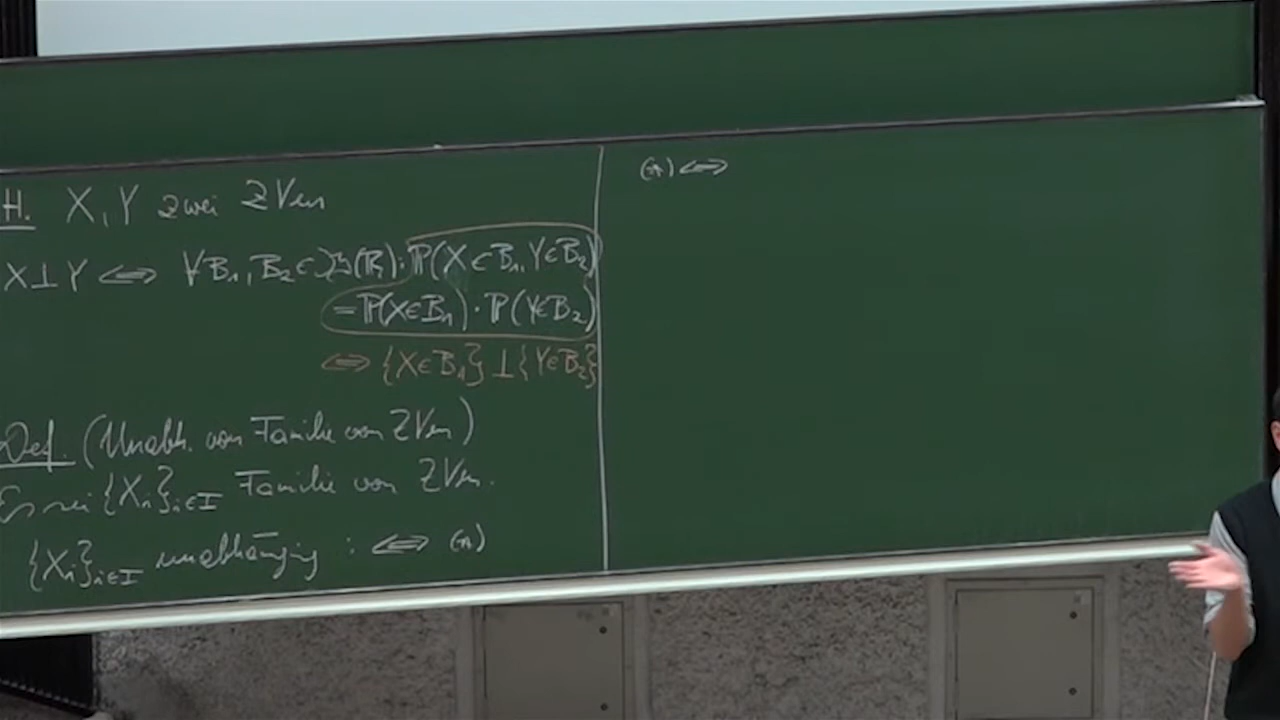 H. X, Y zwei ZVen
X⊥Y ⟺ ∀B₁, B₂ ∈ 𝓑(ℝ): ℙ(X∈B₁, Y∈B₂)
= ℙ(X∈B₁) · ℙ(Y∈B₂)
⟺ {X∈B₁} ⊥ {Y∈B₂}
Def. (Unabh. von Familie von ZVen)
Es sei {Xᵢ}ᵢ∈I Familie von ZVen.
{Xᵢ}ᵢ∈I unabhängig :⟺ (*)
(*) ⟺